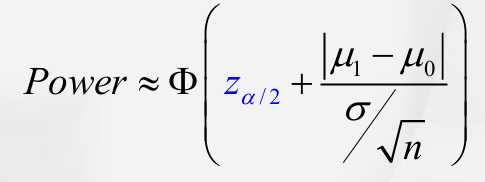 Power ≈ Φ( z_{α/2} + |μ₁ − μ₀| / (σ/√n) )